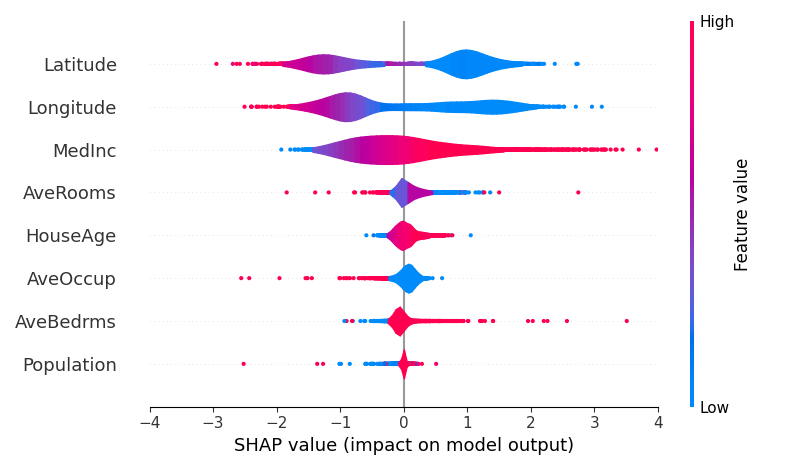 High
Latitude
Longitude
MedInc
AveRooms
HouseAge
AveOccup
AveBedrms
Population
Feature value
Low
−4 −3 −2 −1 0 1 2 3 4
SHAP value (impact on model output)